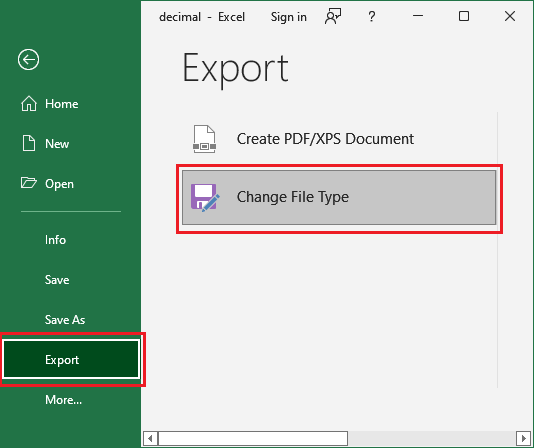 decimal - Excel Sign in ?
Export
Home
New
Open
Info
Save
Save As
Export
More...
Create PDF/XPS Document
Change File Type